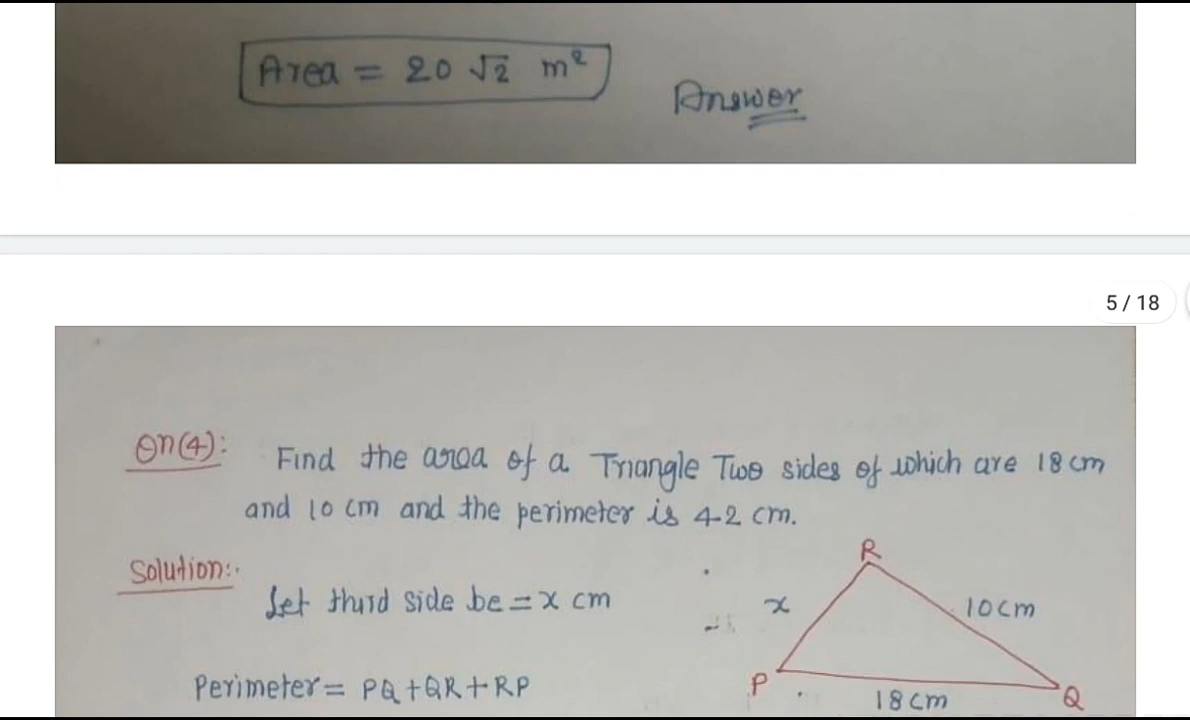 Area = 20 √2 m²
Answer
5 / 18
Qn(4): Find the area of a Triangle Two sides of which are 18 cm
and 10 cm and the perimeter is 42 cm.
Solution:.
Let third side be = x cm
Perimeter = PQ + QR + RP
R
x
10cm
P
18cm
Q